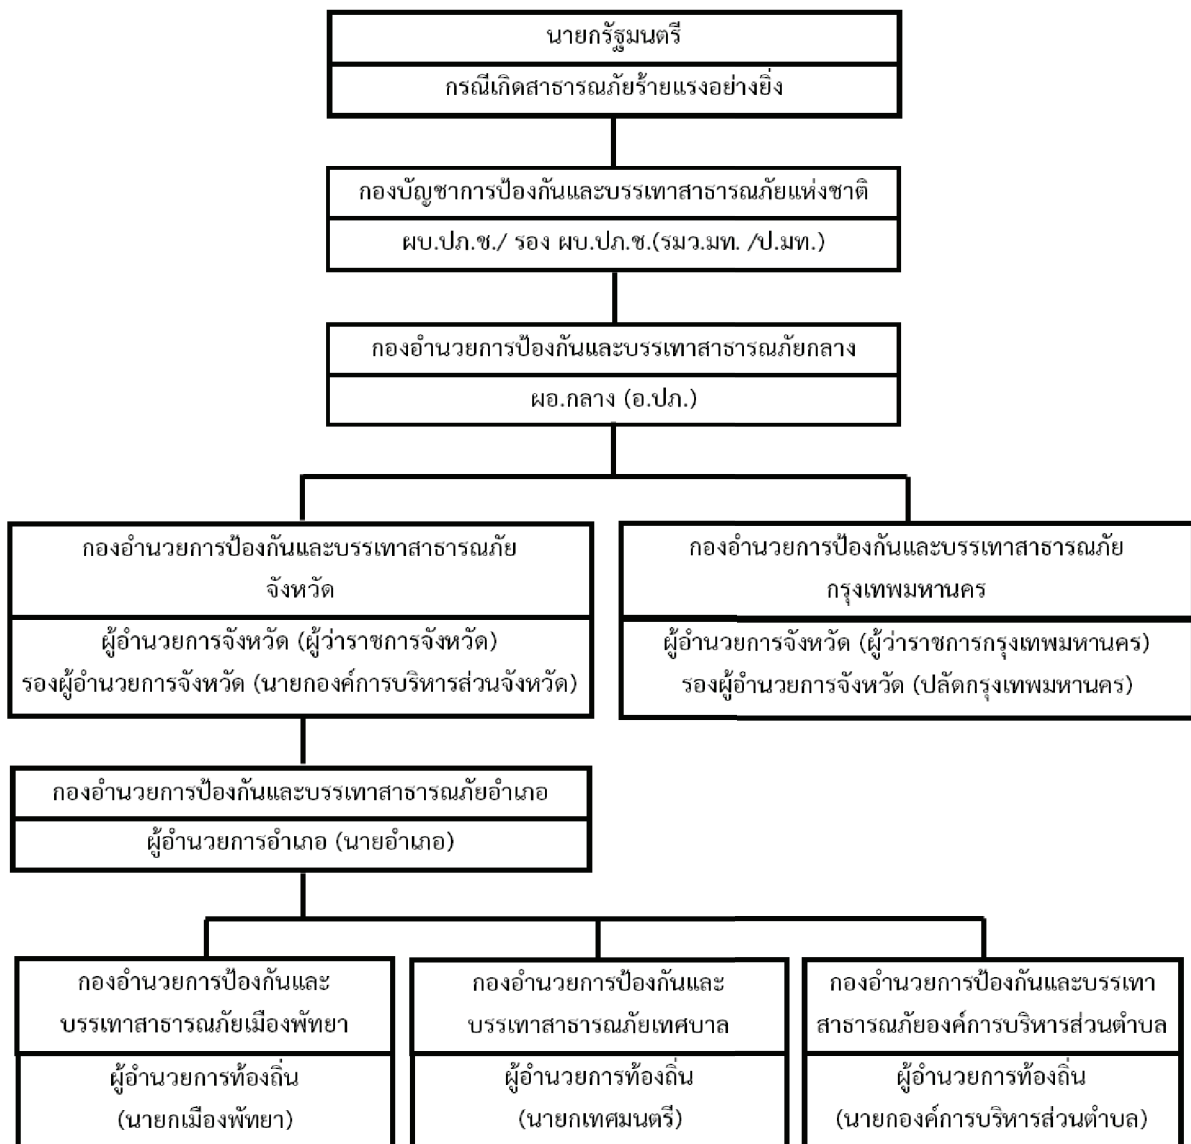 นายกรัฐมนตรี
กรณีเกิดสาธารณภัยร้ายแรงอย่างยิ่ง
กองบัญชาการป้องกันและบรรเทาสาธารณภัยแห่งชาติ
ผบ.ปภ.ช./ รอง ผบ.ปภ.ช.(รมว.มท. /ป.มท.)
กองอำนวยการป้องกันและบรรเทาสาธารณภัยกลาง
ผอ.กลาง (อ.ปภ.)
กองอำนวยการป้องกันและบรรเทาสาธารณภัย
จังหวัด
ผู้อำนวยการจังหวัด (ผู้ว่าราชการจังหวัด)
รองผู้อำนวยการจังหวัด (นายกองค์การบริหารส่วนจังหวัด)
กองอำนวยการป้องกันและบรรเทาสาธารณภัย
กรุงเทพมหานคร
ผู้อำนวยการจังหวัด (ผู้ว่าราชการกรุงเทพมหานคร)
รองผู้อำนวยการจังหวัด (ปลัดกรุงเทพมหานคร)
กองอำนวยการป้องกันและบรรเทาสาธารณภัยอำเภอ
ผู้อำนวยการอำเภอ (นายอำเภอ)
กองอำนวยการป้องกันและ
บรรเทาสาธารณภัยเมืองพัทยา
ผู้อำนวยการท้องถิ่น
(นายกเมืองพัทยา)
กองอำนวยการป้องกันและ
บรรเทาสาธารณภัยเทศบาล
ผู้อำนวยการท้องถิ่น
(นายกเทศมนตรี)
กองอำนวยการป้องกันและบรรเทา
สาธารณภัยองค์การบริหารส่วนตำบล
ผู้อำนวยการท้องถิ่น
(นายกองค์การบริหารส่วนตำบล)